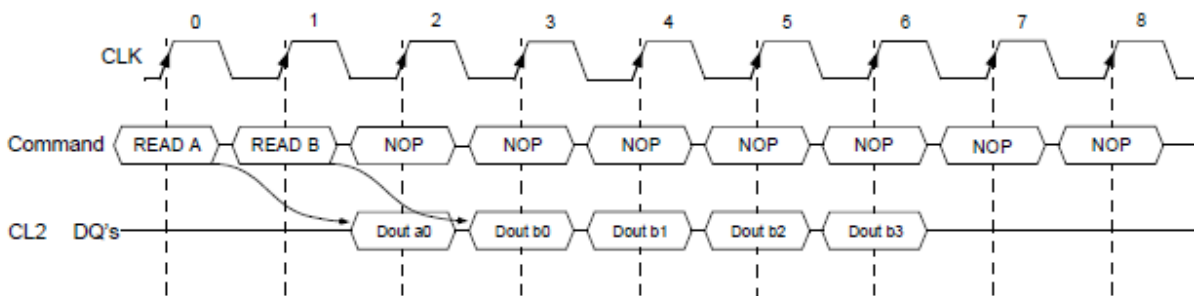 0 1 2 3 4 5 6 7 8
CLK
Command READ A READ B NOP NOP NOP NOP NOP NOP NOP
CL2 DQ's Dout a0 Dout b0 Dout b1 Dout b2 Dout b3